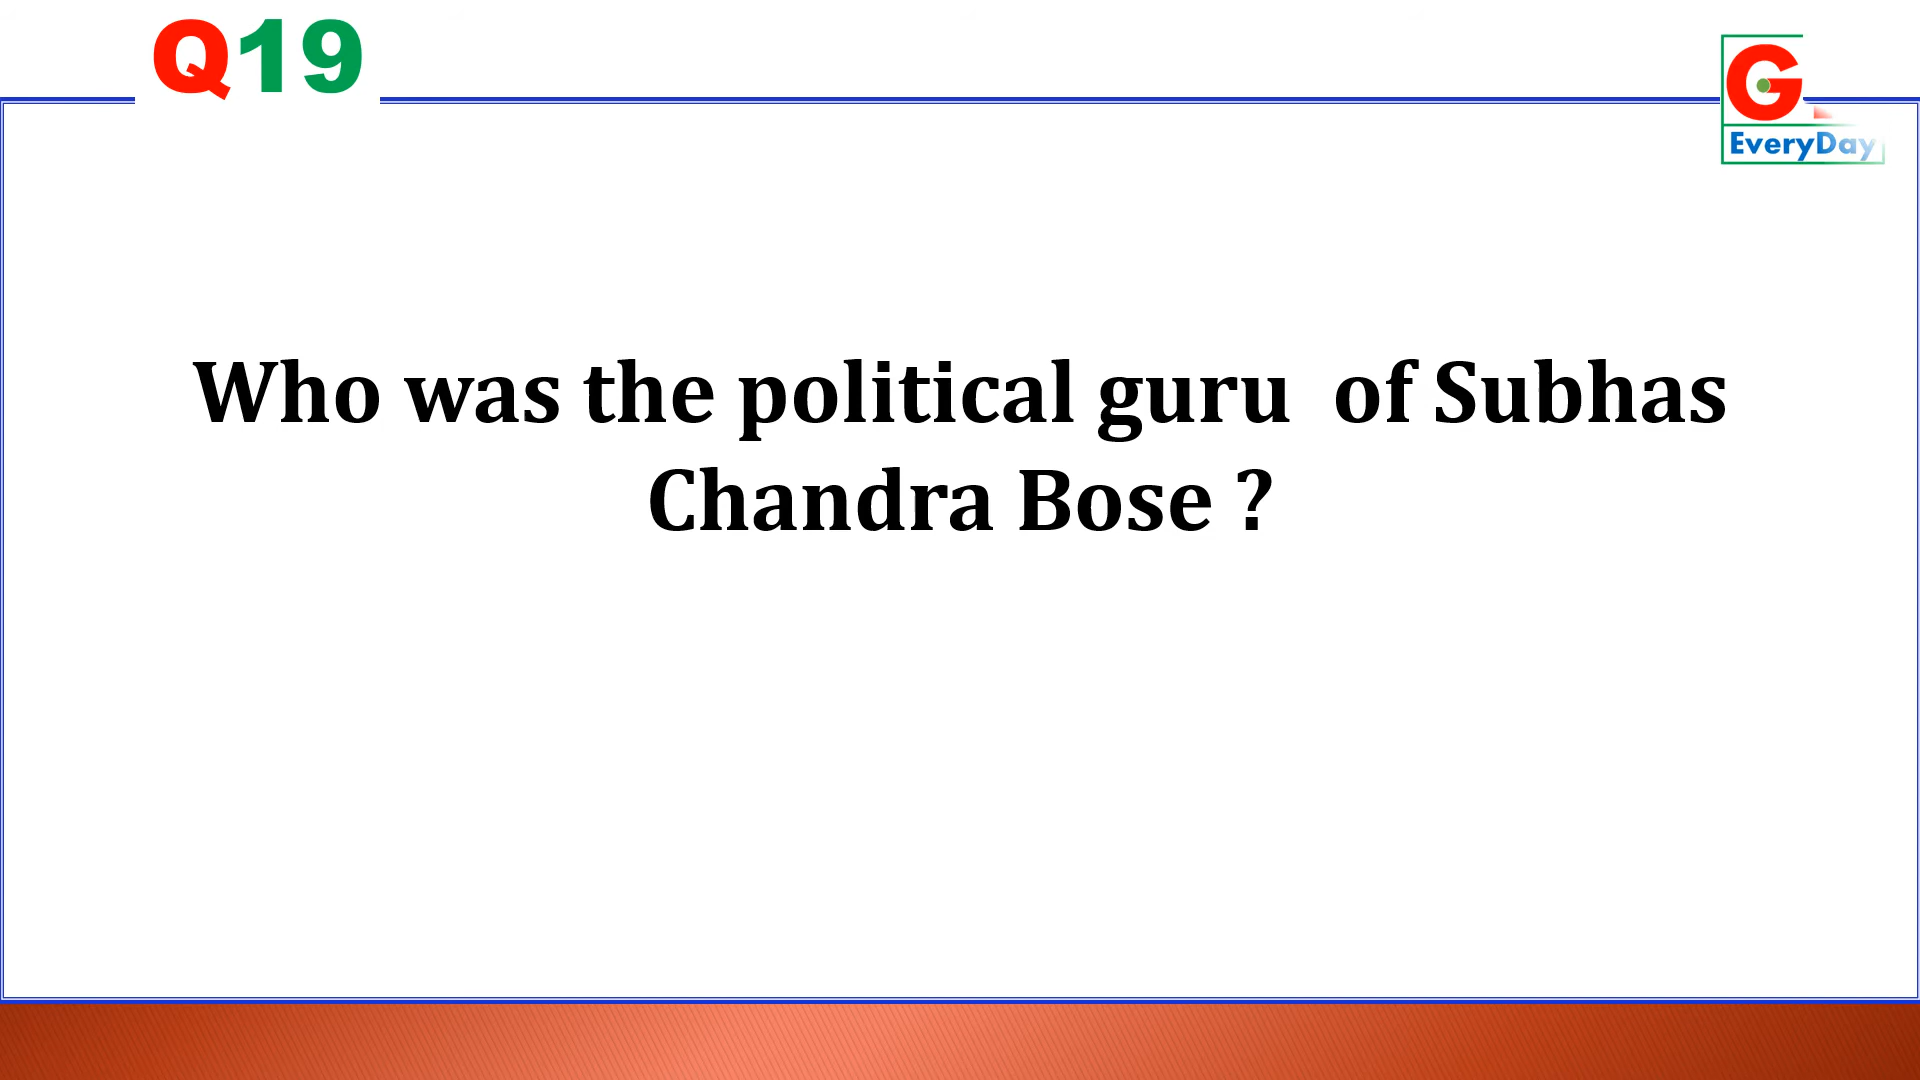 Q19
G
EveryDay
Who was the political guru  of Subhas
Chandra Bose ?